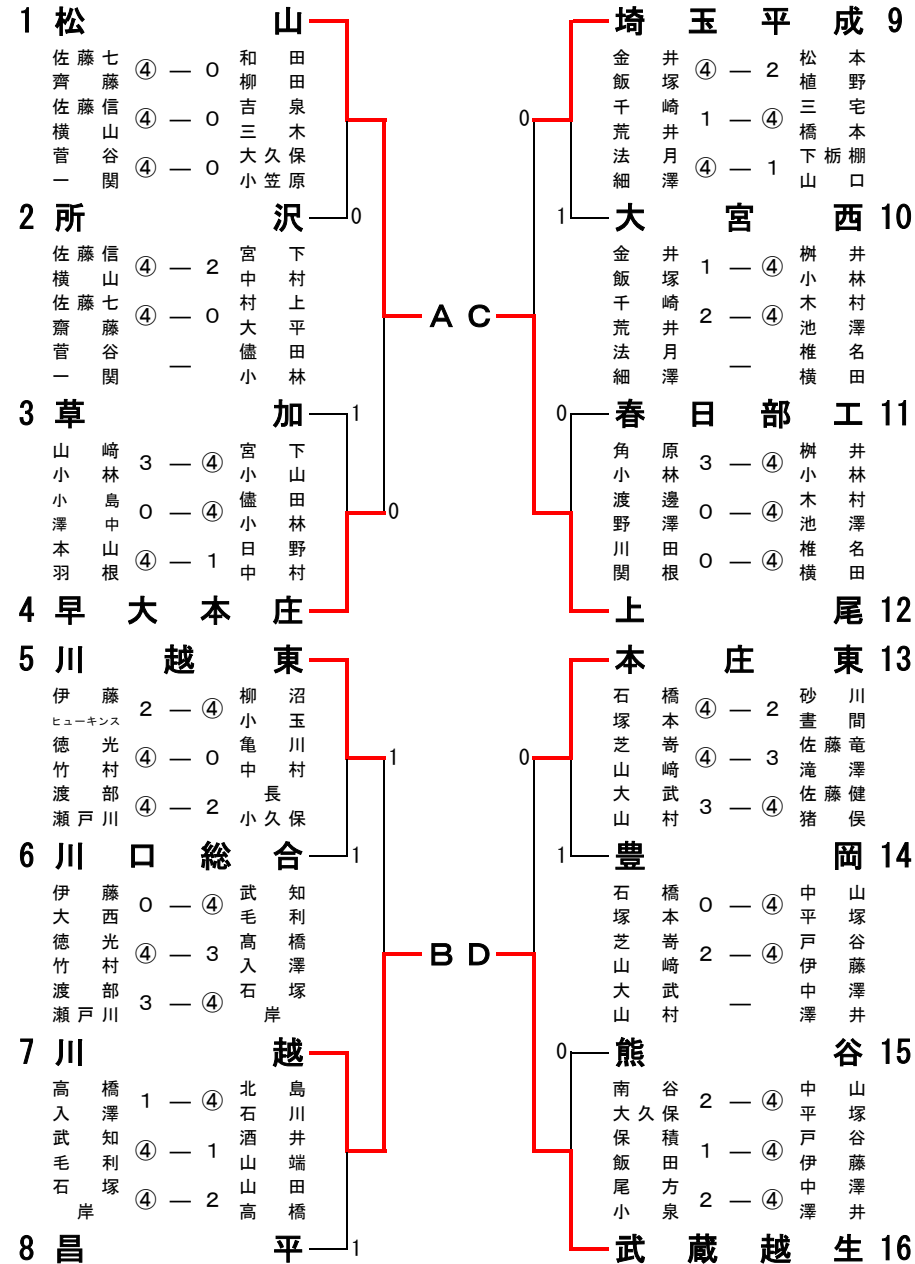 1 松山
佐藤七 ④ ― 0 和田
齊藤 柳田
佐藤信 ④ ― 0 吉泉
横山 三木
菅谷 ④ ― 0 大久保
一関 小笠原
2 所沢 0
佐藤信 ④ ― 2 宮下
横山 中村
佐藤七 ④ ― 0 村上
齋藤 大平
菅谷 ― 儘田
一関 小林
3 草加 1
山﨑 3 ― ④ 宮下
小林 小山
小島 0 ― ④ 儘田
澤中 小林
本山 ④ ― 1 日野
羽根 中村
4 早大本庄 0
A C
5 川越東 1
伊藤 2 ― ④ 柳沼
ヒューキンス 小玉
徳光 ④ ― 0 亀川
竹村 中村
渡部 ④ ― 2 長
瀬戸川 小久保
6 川口総合 1
伊藤 0 ― ④ 武知
大西 毛利
徳光 ④ ― 3 髙橋
竹村 入澤
渡部 3 ― ④ 石塚
瀬戸川 岸
7 川越
高橋 1 ― ④ 北島
入澤 石川
武知 ④ ― 1 酒井
毛利 山端
石塚 ④ ― 2 山田
岸 高橋
8 昌平 1
B D
埼玉平成 9
金井 ④ ― 2 松本
飯塚 植野
千崎 1 ― ④ 三宅
荒井 橋本
法月 ④ ― 1 下栃棚
細澤 山口
0
1 大宮西 10
金井 1 ― ④ 桝井
飯塚 小林
千崎 2 ― ④ 木村
荒井 池澤
法月 ― 椎名
細澤 横田
0 春日部工 11
角原 3 ― ④ 桝井
小林 小林
渡邊 0 ― ④ 木村
野澤 池澤
川田 0 ― ④ 椎名
関根 横田
上尾 12
本庄東 13
石橋 ④ ― 2 砂川
塚本 晝間
芝嵜 ④ ― 3 佐藤竜
山﨑 滝澤
大武 3 ― ④ 佐藤健
山村 猪俣
0
1 豊岡 14
石橋 0 ― ④ 中山
塚本 平塚
芝嵜 2 ― ④ 戸谷
山﨑 伊藤
大武 ― 中澤
山村 澤井
0 熊谷 15
南谷 2 ― ④ 中山
大久保 平塚
保積 1 ― ④ 戸谷
飯田 伊藤
尾方 2 ― ④ 中澤
小泉 澤井
武蔵越生 16